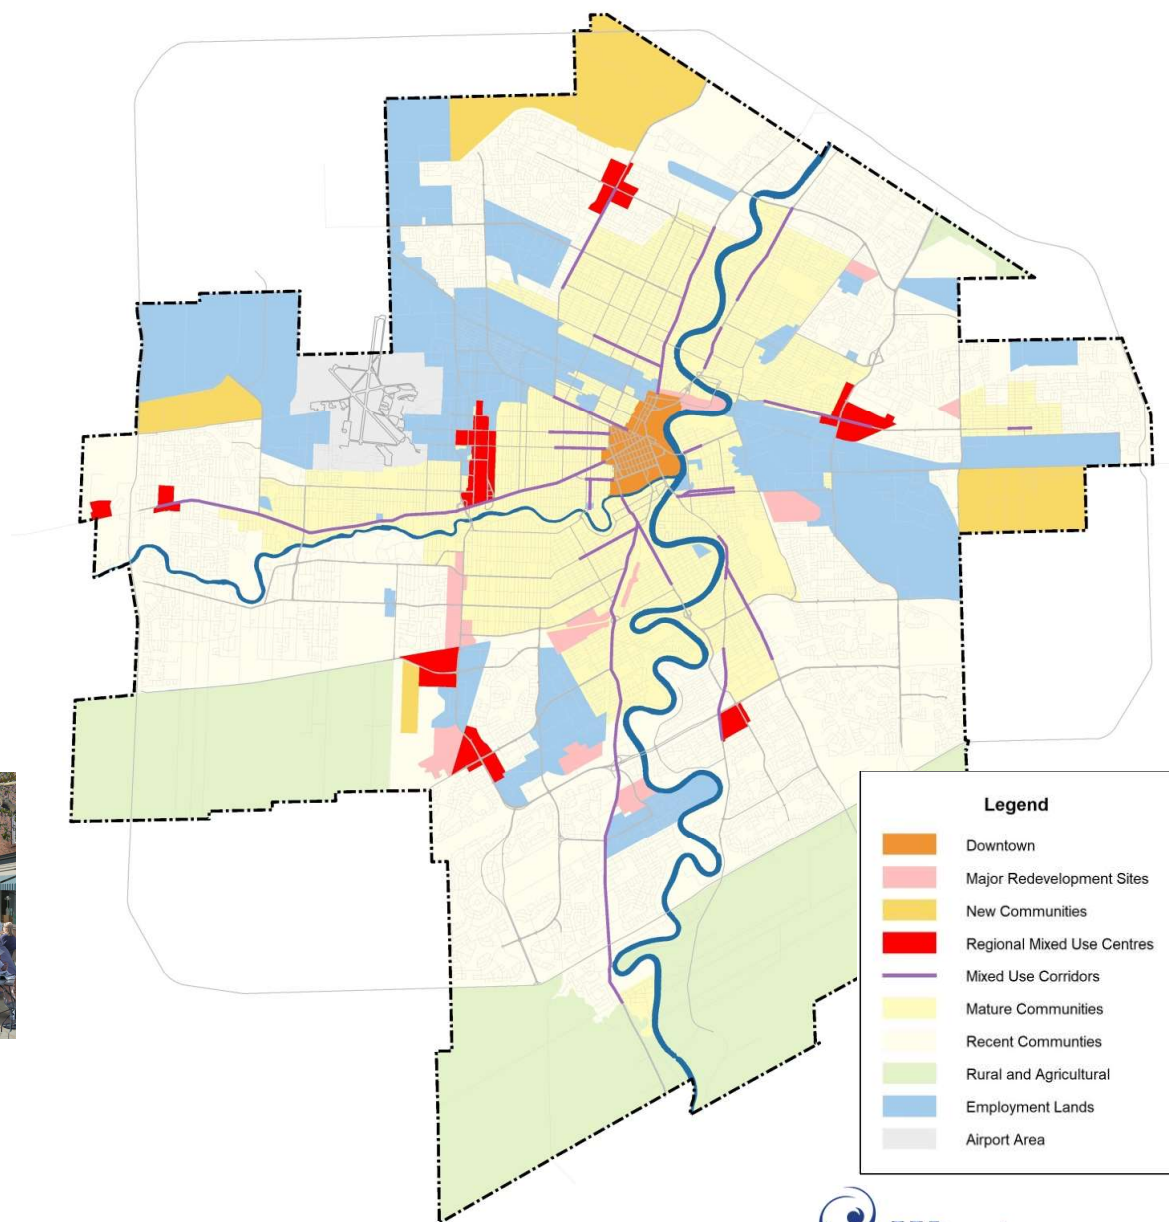 Legend
Downtown
Major Redevelopment Sites
New Communities
Regional Mixed Use Centres
Mixed Use Corridors
Mature Communities
Recent Communties
Rural and Agricultural
Employment Lands
Airport Area